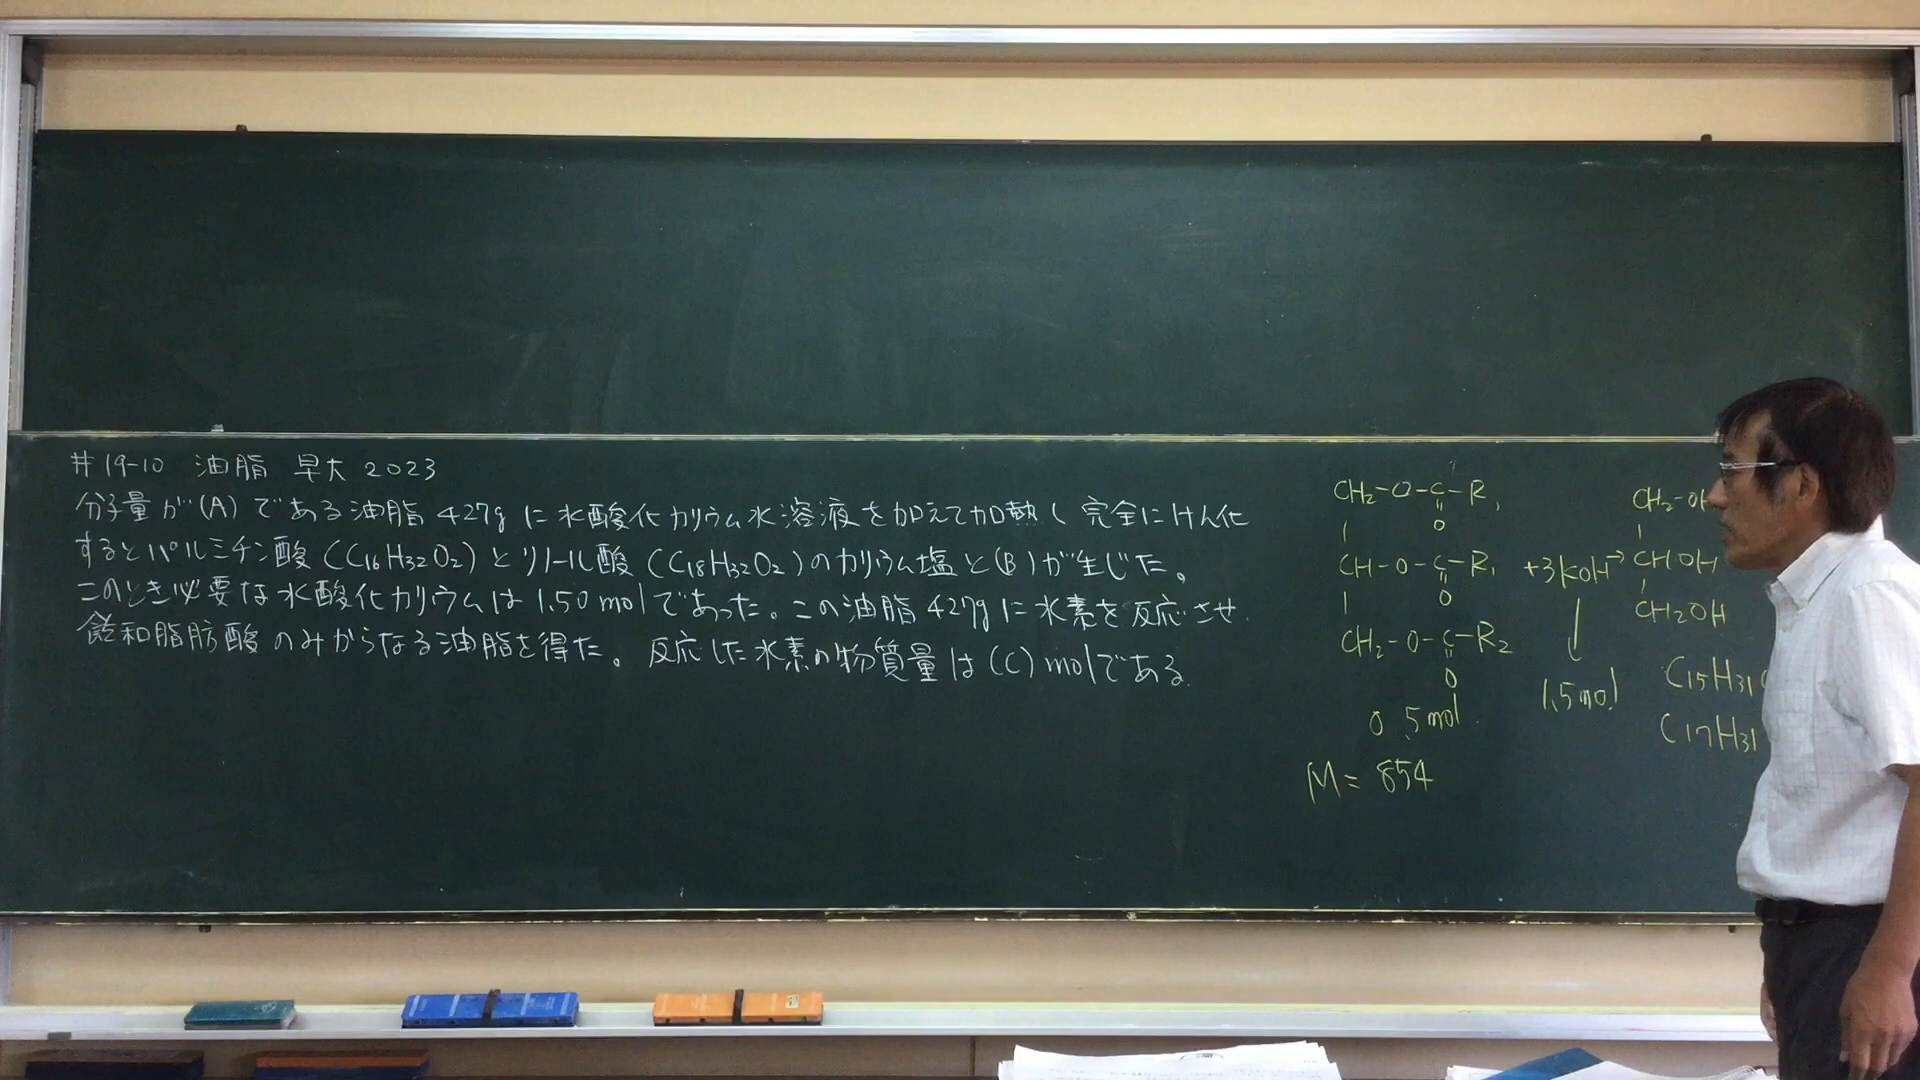 #19-10 油脂 早大 2023
分子量が(A)である油脂427gに水酸化カリウム水溶液を加えて加熱し完全にけん化
するとパルミチン酸(C16H32O2)とリノール酸(C18H32O2)のカリウム塩と(B)が生じた。
このとき必要な水酸化カリウムは1.50molであった。この油脂427gに水素を反応させ
飽和脂肪酸のみからなる油脂を得た。反応した水素の物質量は(C)molである。
CH2-O-C-R1
O
CH-O-C-R1 +3KOH→
O
CH2-O-C-R2
O
0.5mol
1.5mol
M=854
CH2-OH
CH-OH
CH2OH
C15H31
C17H31